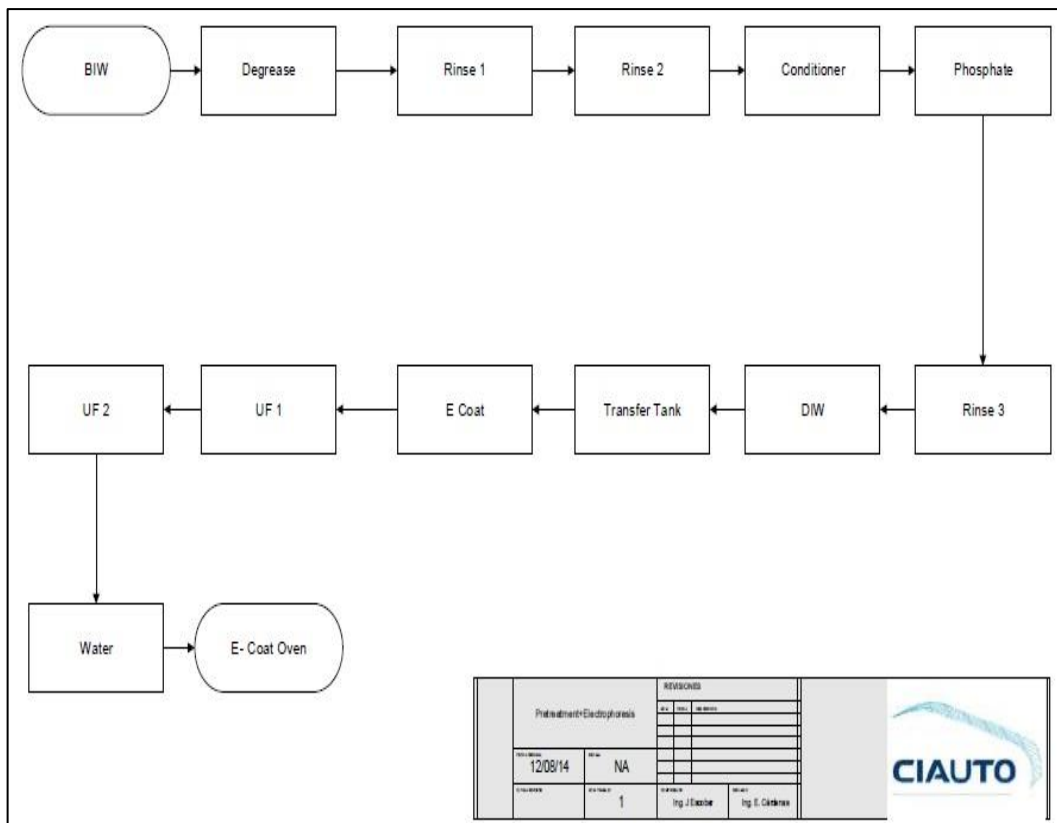 BIW
Degrease
Rinse 1
Rinse 2
Conditioner
Phosphate
UF 2
UF 1
E Coat
Transfer Tank
DIW
Rinse 3
Water
E- Coat Oven
Pretreatment+Electrophoresis
REVISIONES
12/08/14
NA
1
Ing. J Escobar
Ing. E. Cárdenas
CIAUTO